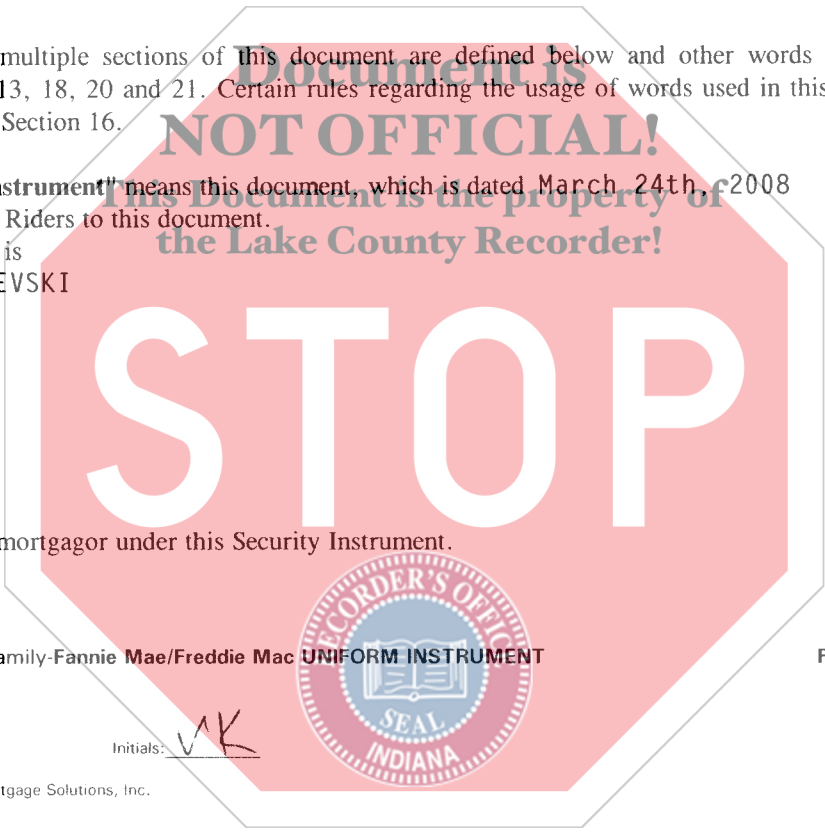 multiple sections of this document are defined below and other words
13, 18, 20 and 21. Certain rules regarding the usage of words used in this
Section 16.
Document is
NOT OFFICIAL!
This Document is the property of
the Lake County Recorder!
strument" means this document, which is dated March 24th, 2008
Riders to this document.
is
EVSKI
STOP
mortgagor under this Security Instrument.
RECORDER'S OFFICE
SEAL
INDIANA
amily-Fannie Mae/Freddie Mac UNIFORM INSTRUMENT
F
Initials: VK
tgage Solutions, Inc.